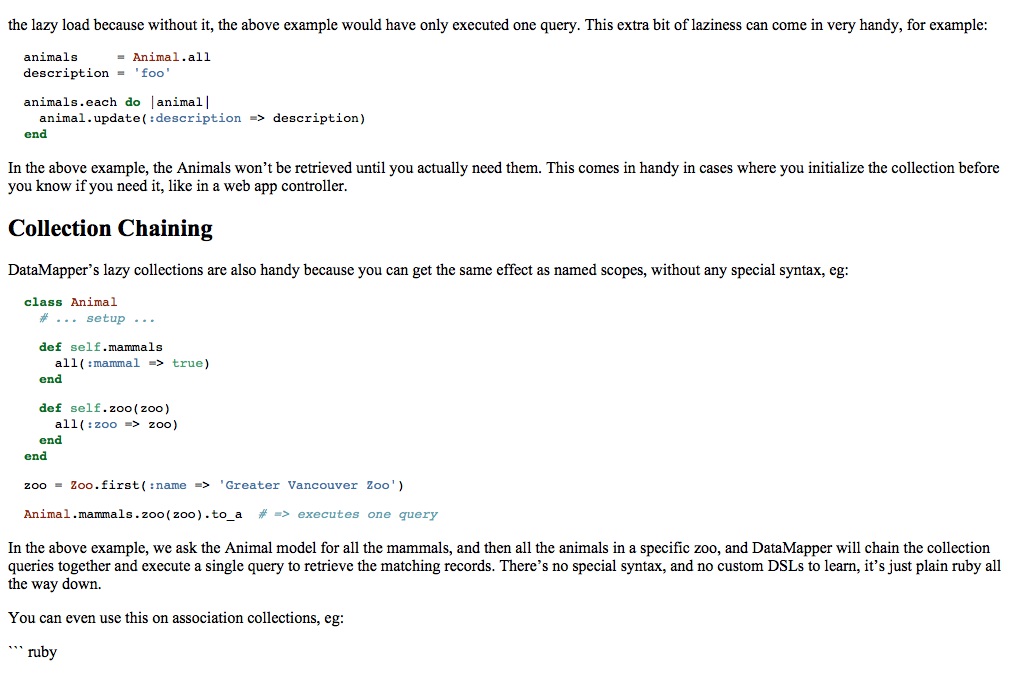 the lazy load because without it, the above example would have only executed one query. This extra bit of laziness can come in very handy, for example:
animals     = Animal.all
description = 'foo'
animals.each do |animal|
  animal.update(:description => description)
end
In the above example, the Animals won’t be retrieved until you actually need them. This comes in handy in cases where you initialize the collection before
you know if you need it, like in a web app controller.
Collection Chaining
DataMapper’s lazy collections are also handy because you can get the same effect as named scopes, without any special syntax, eg:
class Animal
  # ... setup ...
  def self.mammals
    all(:mammal => true)
  end
  def self.zoo(zoo)
    all(:zoo => zoo)
  end
end
zoo = Zoo.first(:name => 'Greater Vancouver Zoo')
Animal.mammals.zoo(zoo).to_a  # => executes one query
In the above example, we ask the Animal model for all the mammals, and then all the animals in a specific zoo, and DataMapper will chain the collection
queries together and execute a single query to retrieve the matching records. There’s no special syntax, and no custom DSLs to learn, it’s just plain ruby all
the way down.
You can even use this on association collections, eg:
``` ruby